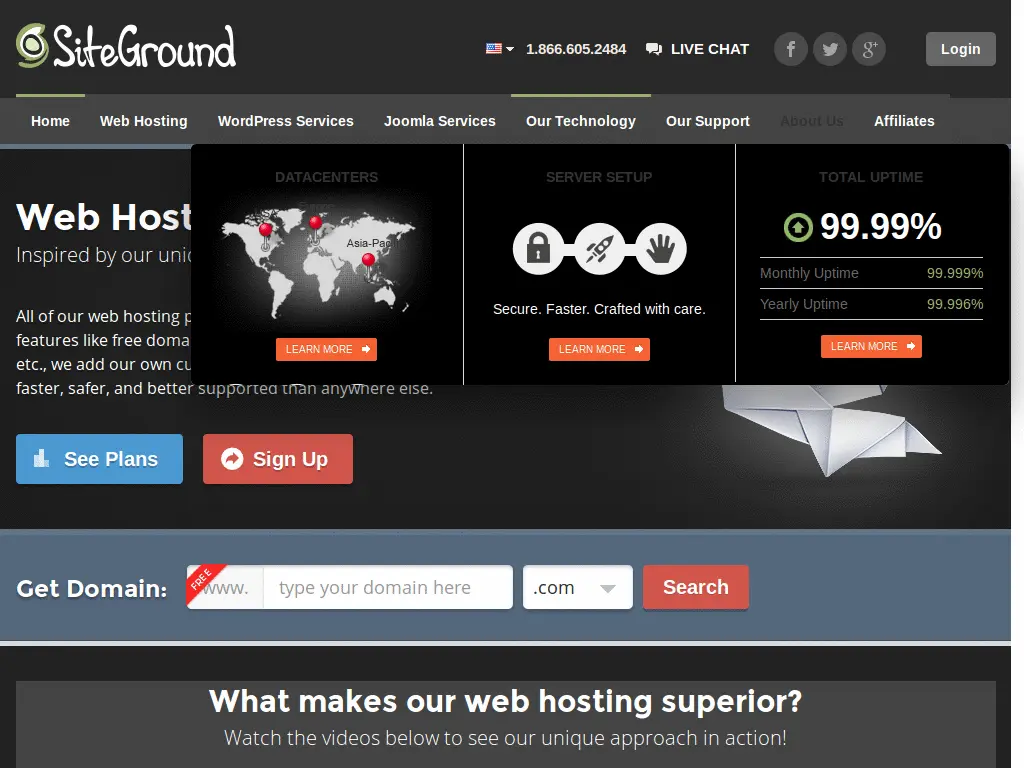 SiteGround
1.866.605.2484 LIVE CHAT Login
Home Web Hosting WordPress Services Joomla Services Our Technology Our Support About Us Affiliates
DATACENTERS
Asia-Paci
LEARN MORE
SERVER SETUP
Secure. Faster. Crafted with care.
LEARN MORE
TOTAL UPTIME
99.99%
Monthly Uptime 99.999%
Yearly Uptime 99.996%
LEARN MORE
Web Host
Inspired by our uniq
All of our web hosting p
features like free doma
etc., we add our own cu
faster, safer, and better supported than anywhere else.
See Plans Sign Up
Get Domain: FREE www. type your domain here .com Search
What makes our web hosting superior?
Watch the videos below to see our unique approach in action!